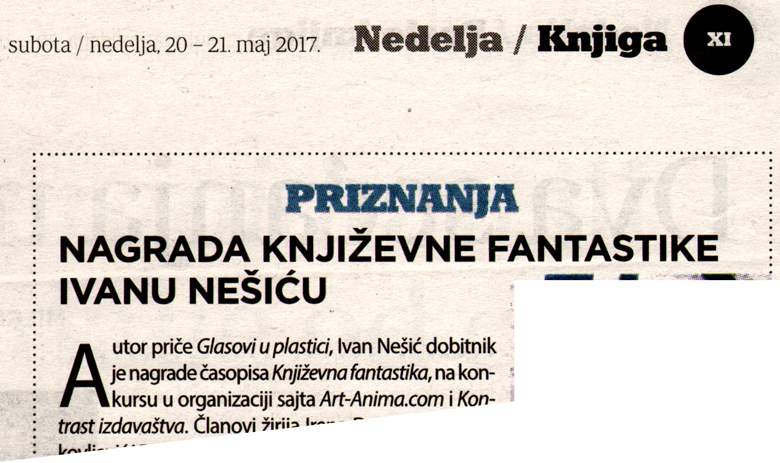 subota / nedelja, 20 – 21. maj 2017. Nedelja / Knjiga XI
PRIZNANJA
NAGRADA KNJIŽEVNE FANTASTIKE
IVANU NEŠIĆU
Autor priče Glasovi u plastici, Ivan Nešić dobitnik
je nagrade časopisa Književna fantastika, na kon-
kursu u organizaciji sajta Art-Anima.com i Kon-
trast izdavaštva. Članovi žirija